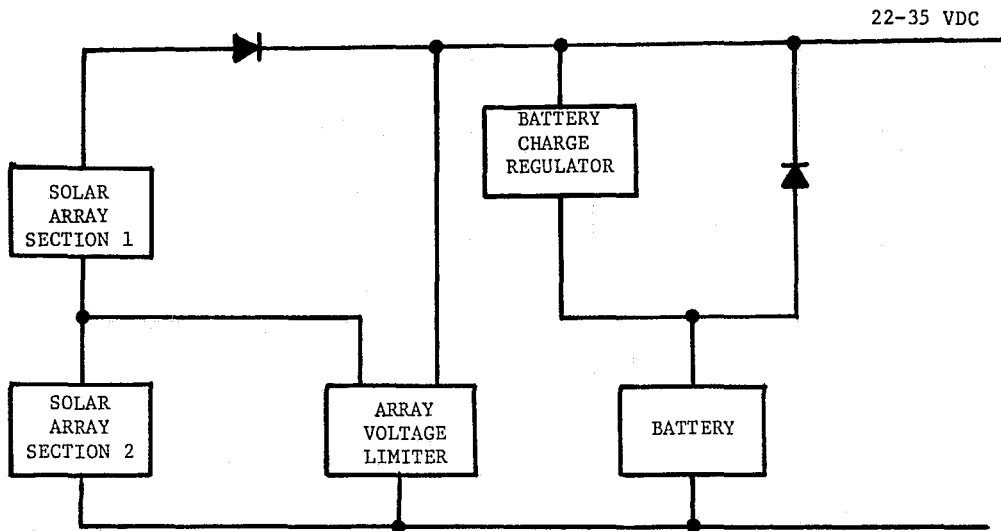 22-35 VDC
BATTERY
CHARGE
REGULATOR
SOLAR
ARRAY
SECTION 1
SOLAR
ARRAY
SECTION 2
ARRAY
VOLTAGE
LIMITER
BATTERY